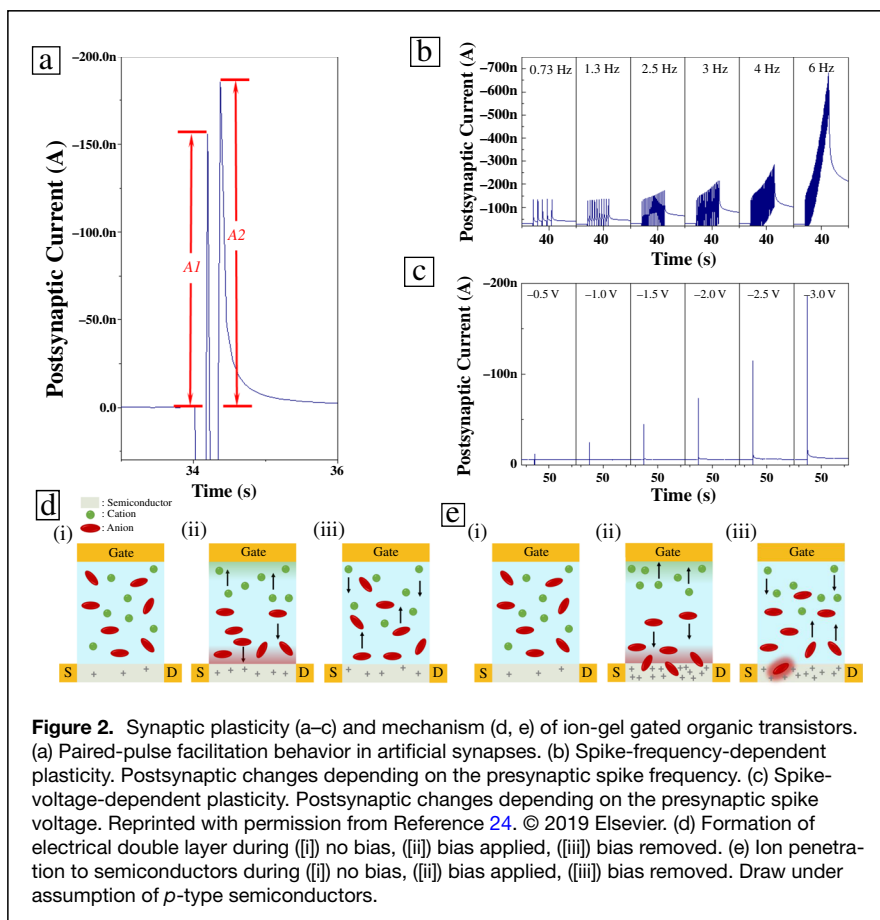 a
−200.0n
−150.0n
−100.0n
−50.0n
0.0
Postsynaptic Current (A)
A1
A2
34
36
Time (s)
b
0.73 Hz
1.3 Hz
2.5 Hz
3 Hz
4 Hz
6 Hz
−700n
−600n
−500n
−400n
−300n
−200n
−100n
Postsynaptic Current (A)
40
40
40
40
40
40
Time (s)
c
−200n
−100n
0
Postsynaptic Current (A)
−0.5 V
−1.0 V
−1.5 V
−2.0 V
−2.5 V
−3.0 V
50
50
50
50
50
50
Time (s)
d
: Semiconductor
: Cation
: Anion
(i)
Gate
S
(ii)
Gate
S
(iii)
Gate
S
D
e
(i)
Gate
S
(ii)
Gate
S
(iii)
Gate
S
D
Figure 2. Synaptic plasticity (a–c) and mechanism (d, e) of ion-gel gated organic transistors.
(a) Paired-pulse facilitation behavior in artificial synapses. (b) Spike-frequency-dependent
plasticity. Postsynaptic changes depending on the presynaptic spike frequency. (c) Spike-
voltage-dependent plasticity. Postsynaptic changes depending on the presynaptic spike
voltage. Reprinted with permission from Reference 24. © 2019 Elsevier. (d) Formation of
electrical double layer during ([i]) no bias, ([ii]) bias applied, ([iii]) bias removed. (e) Ion penetra-
tion to semiconductors during ([i]) no bias, ([ii]) bias applied, ([iii]) bias removed. Draw under
assumption of p-type semiconductors.